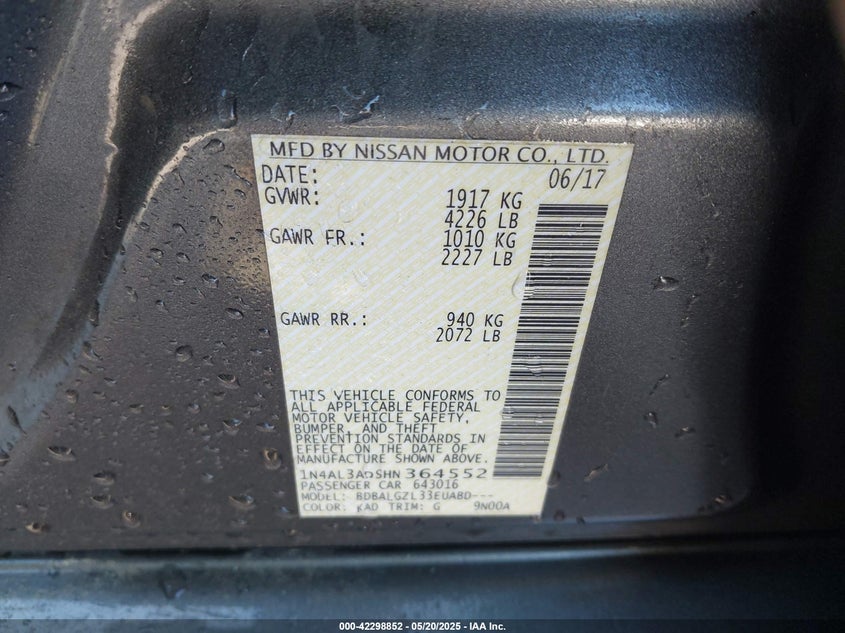 MFD BY NISSAN MOTOR CO., LTD.
DATE: 06/17
GVWR: 1917 KG
4226 LB
GAWR FR.: 1010 KG
2227 LB
GAWR RR.: 940 KG
2072 LB
THIS VEHICLE CONFORMS TO
ALL APPLICABLE FEDERAL
MOTOR VEHICLE SAFETY,
BUMPER, AND THEFT
PREVENTION STANDARDS IN
EFFECT ON THE DATE OF
MANUFACTURE SHOWN ABOVE.
364552
PASSENGER CAR 643016
MODEL: BDBALGZL33EUABD---
COLOR: KAD TRIM: G 9N00A
000-42298852 — 05/20/2025 — IAA Inc.